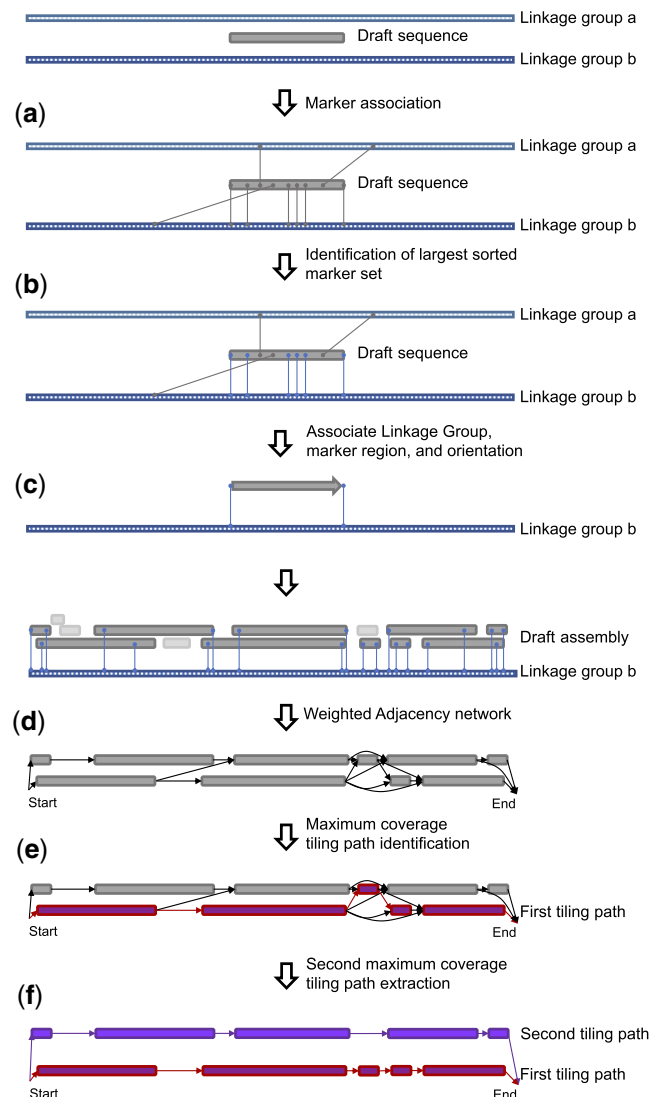 Linkage group a
Draft sequence
Linkage group b
Marker association
(a)
Linkage group a
Draft sequence
Linkage group b
Identification of largest sorted
marker set
(b)
Linkage group a
Draft sequence
Linkage group b
Associate Linkage Group,
marker region, and orientation
(c)
Linkage group b
Draft assembly
Linkage group b
(d)
Weighted Adjacency network
Start
End
Maximum coverage
tiling path identification
(e)
First tiling path
Start
End
Second maximum coverage
tiling path extraction
(f)
Second tiling path
First tiling path
Start
End